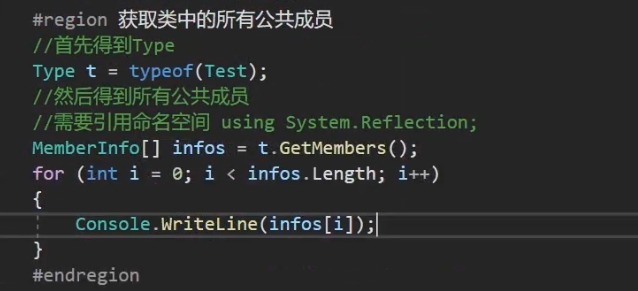 #region 获取类中的所有公共成员
//首先得到Type
Type t = typeof(Test);
//然后得到所有公共成员
//需要引用命名空间 using System.Reflection;
MemberInfo[] infos = t.GetMembers();
for (int i = 0; i < infos.Length; i++)
{
Console.WriteLine(infos[i]);
}
#endregion